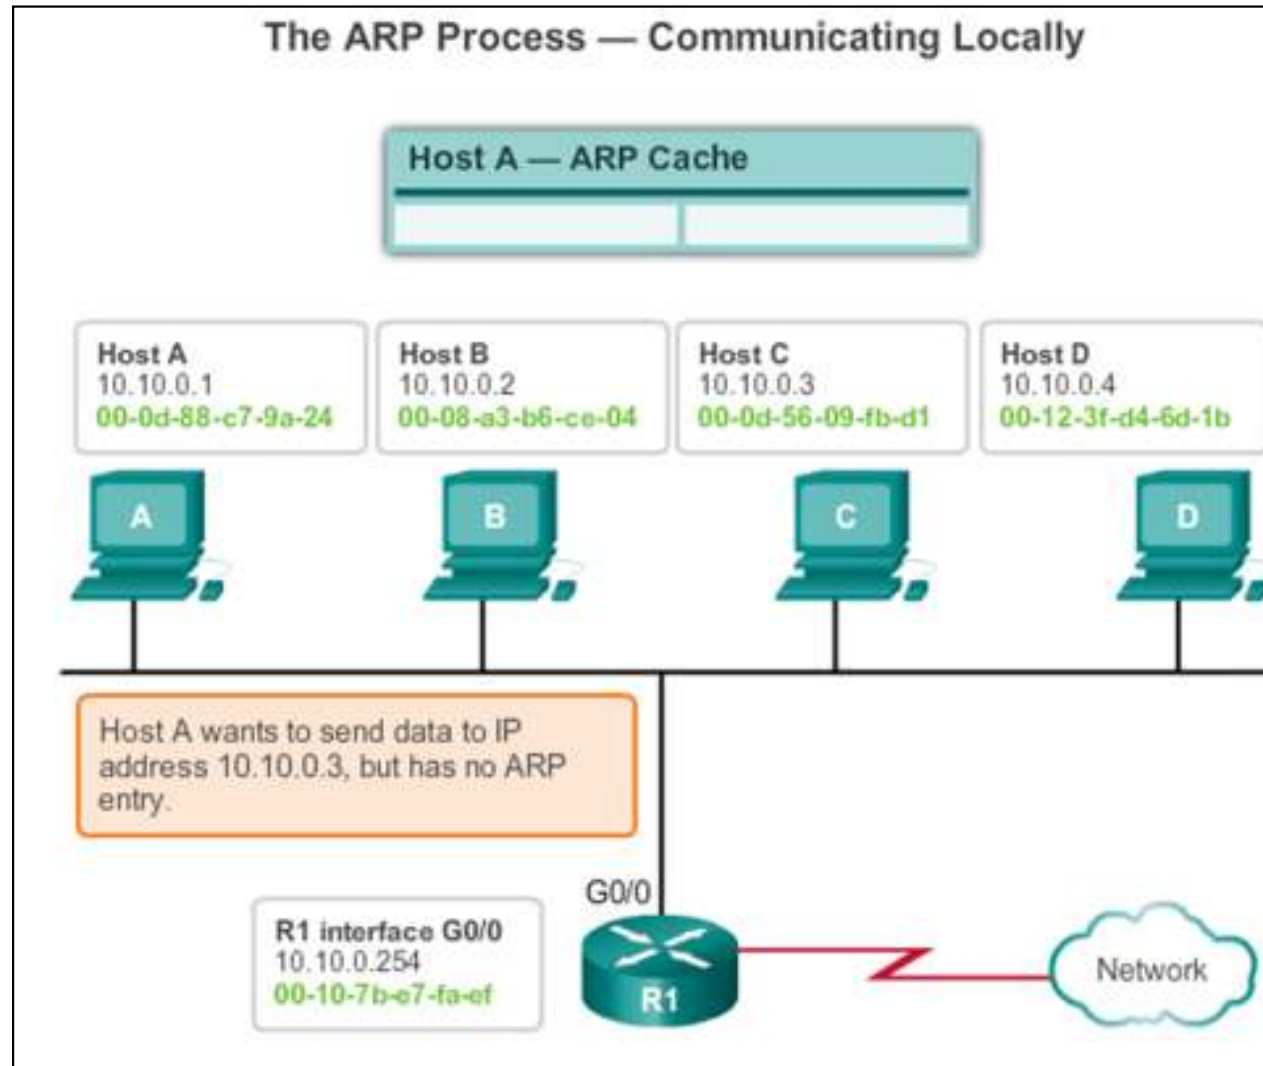 The ARP Process — Communicating Locally
Host A — ARP Cache
Host A
10.10.0.1
00-0d-88-c7-9a-24
Host B
10.10.0.2
00-08-a3-b6-ce-04
Host C
10.10.0.3
00-0d-56-09-fb-d1
Host D
10.10.0.4
00-12-3f-d4-6d-1b
A
B
C
D
Host A wants to send data to IP
address 10.10.0.3, but has no ARP
entry.
G0/0
R1 interface G0/0
10.10.0.254
00-10-7b-e7-fa-ef
R1
Network